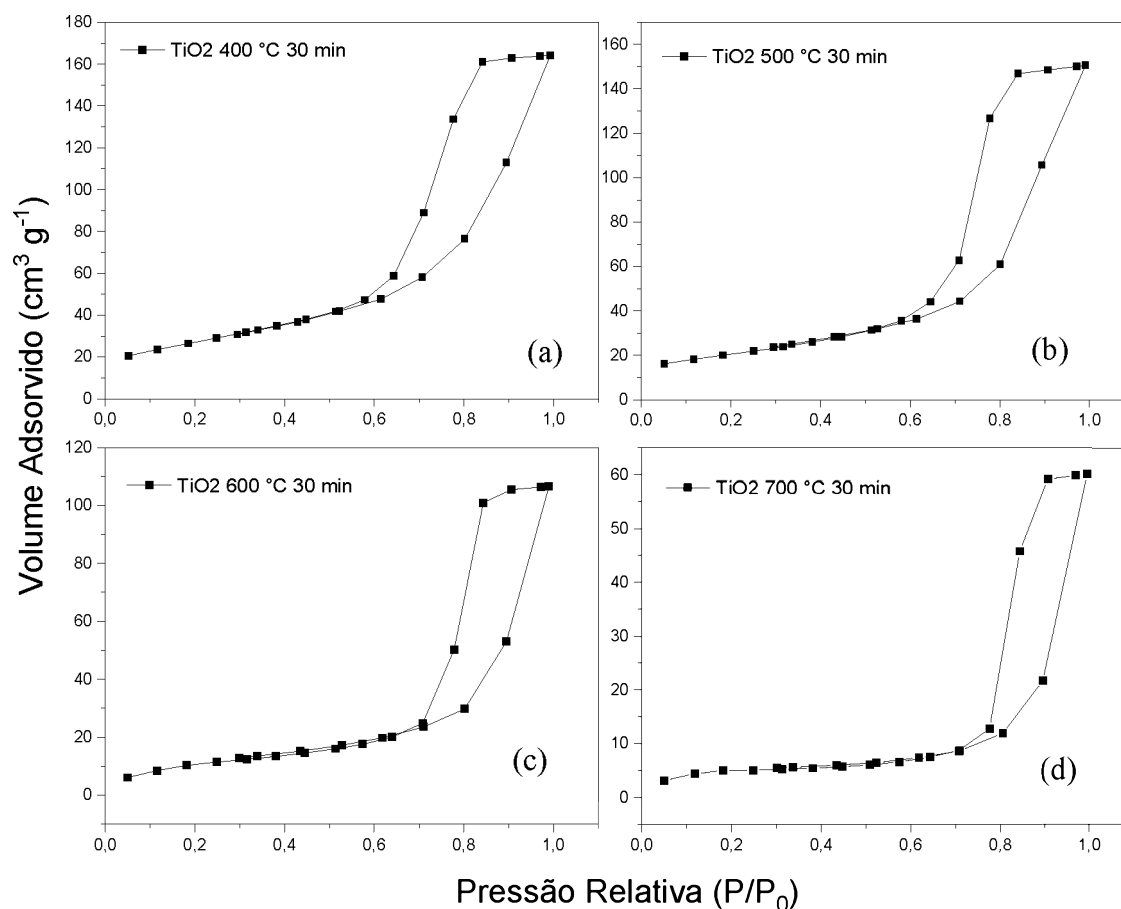 Volume Adsorvido (cm³ g⁻¹)
TiO2 400 °C 30 min
180
160
140
120
100
80
60
40
20
0
0,0 0,2 0,4 0,6 0,8 1,0
(a)
TiO2 500 °C 30 min
160
140
120
100
80
60
40
20
0
0,0 0,2 0,4 0,6 0,8 1,0
(b)
TiO2 600 °C 30 min
120
100
80
60
40
20
0
0,0 0,2 0,4 0,6 0,8 1,0
(c)
TiO2 700 °C 30 min
60
50
40
30
20
10
0
0,0 0,2 0,4 0,6 0,8 1,0
(d)
Pressão Relativa (P/P₀)